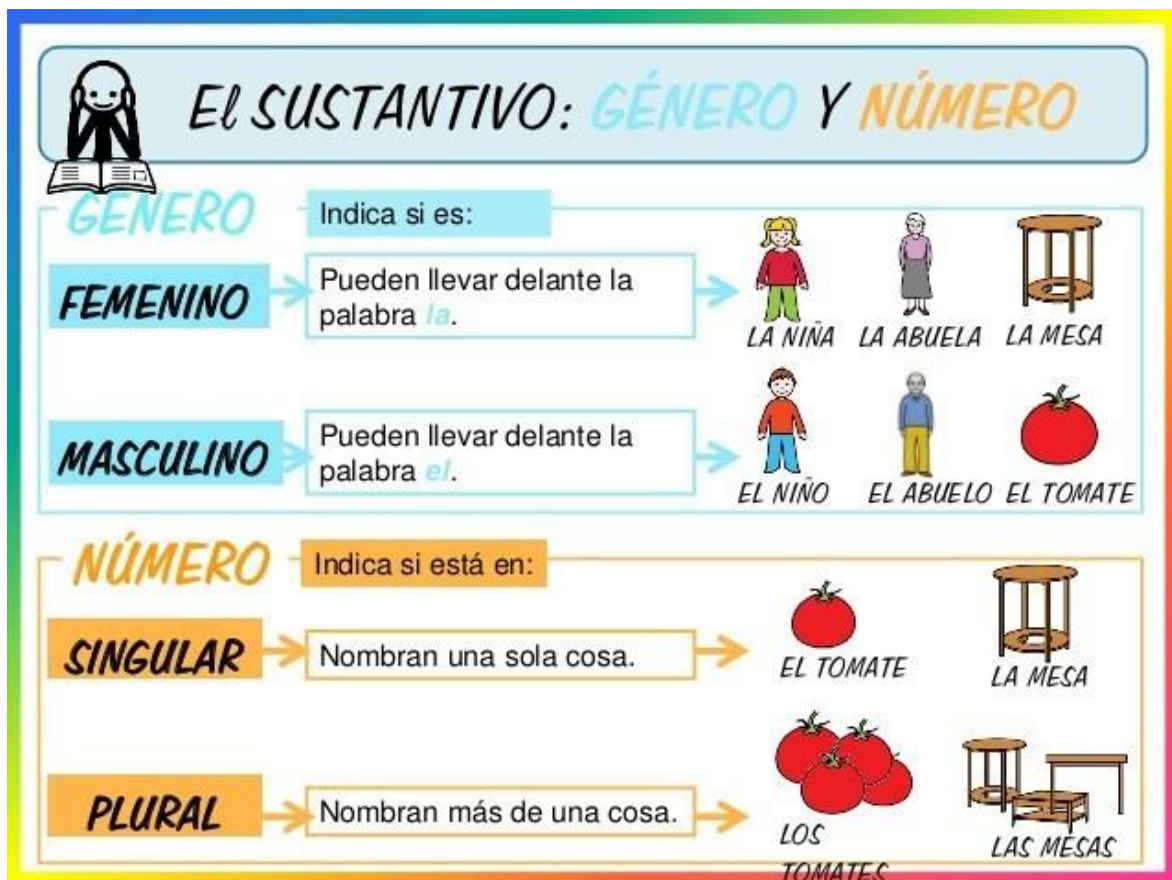 El SUSTANTIVO: GÉNERO Y NÚMERO
GÉNERO
Indica si es:
FEMENINO
Pueden llevar delante la
palabra la.
LA NIÑA LA ABUELA LA MESA
MASCULINO
Pueden llevar delante la
palabra el.
EL NIÑO EL ABUELO EL TOMATE
NÚMERO
Indica si está en:
SINGULAR
Nombran una sola cosa.
EL TOMATE
LA MESA
PLURAL
Nombran más de una cosa.
LOS
TOMATES
LAS MESAS